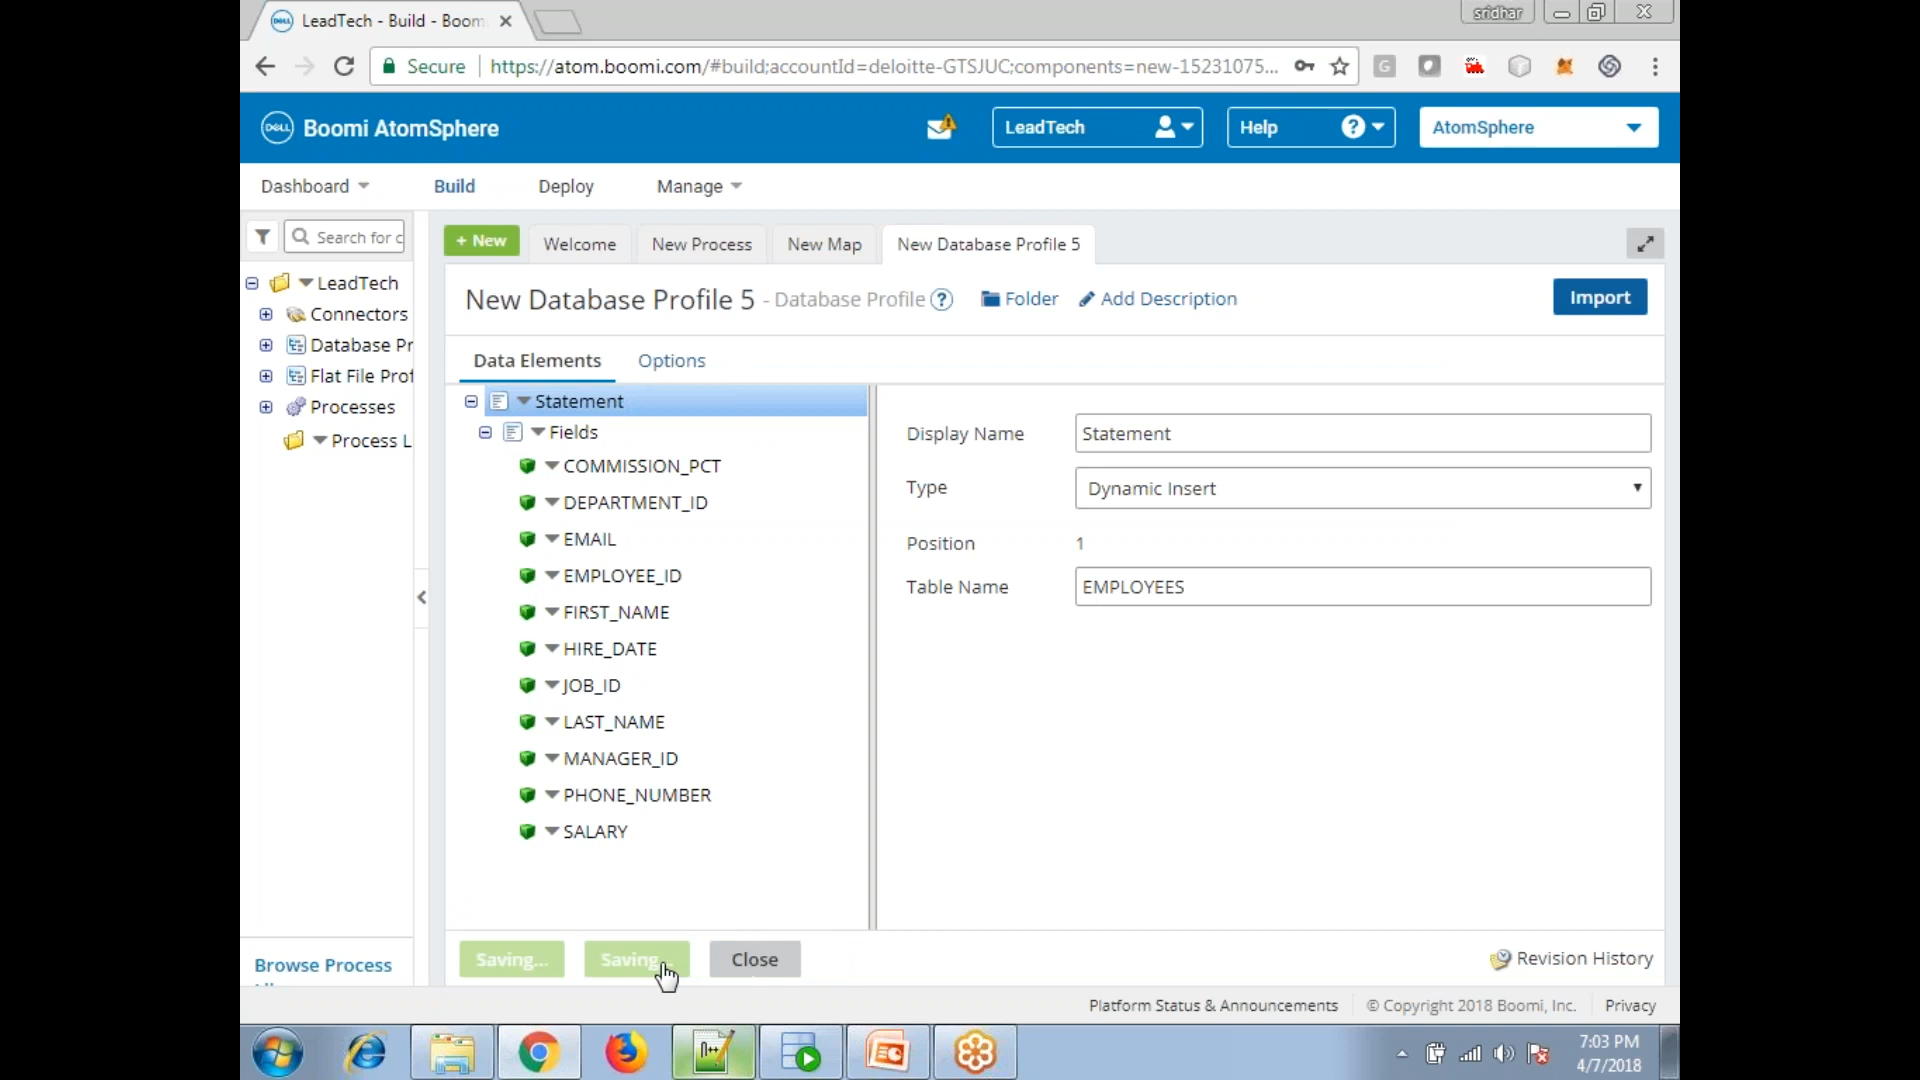 LeadTech - Build - Boom
sridhar
Secure
https://atom.boomi.com/#build;accountId=deloitte-GTSJUC;components=new-15231075...
DELL Boomi AtomSphere
LeadTech
Help ?
AtomSphere
Dashboard
Build
Deploy
Manage
Search for c
+ New
Welcome
New Process
New Map
New Database Profile 5
LeadTech
Connectors
Database Pr
Flat File Prof
Processes
Process L
New Database Profile 5 - Database Profile ?
Folder
Add Description
Import
Data Elements
Options
Statement
Fields
COMMISSION_PCT
DEPARTMENT_ID
EMAIL
EMPLOYEE_ID
FIRST_NAME
HIRE_DATE
JOB_ID
LAST_NAME
MANAGER_ID
PHONE_NUMBER
SALARY
Display Name
Statement
Type
Dynamic Insert
Position
1
Table Name
EMPLOYEES
Browse Process
Saving...
Saving
Close
Revision History
Platform Status & Announcements
© Copyright 2018 Boomi, Inc.
Privacy
7:03 PM
4/7/2018